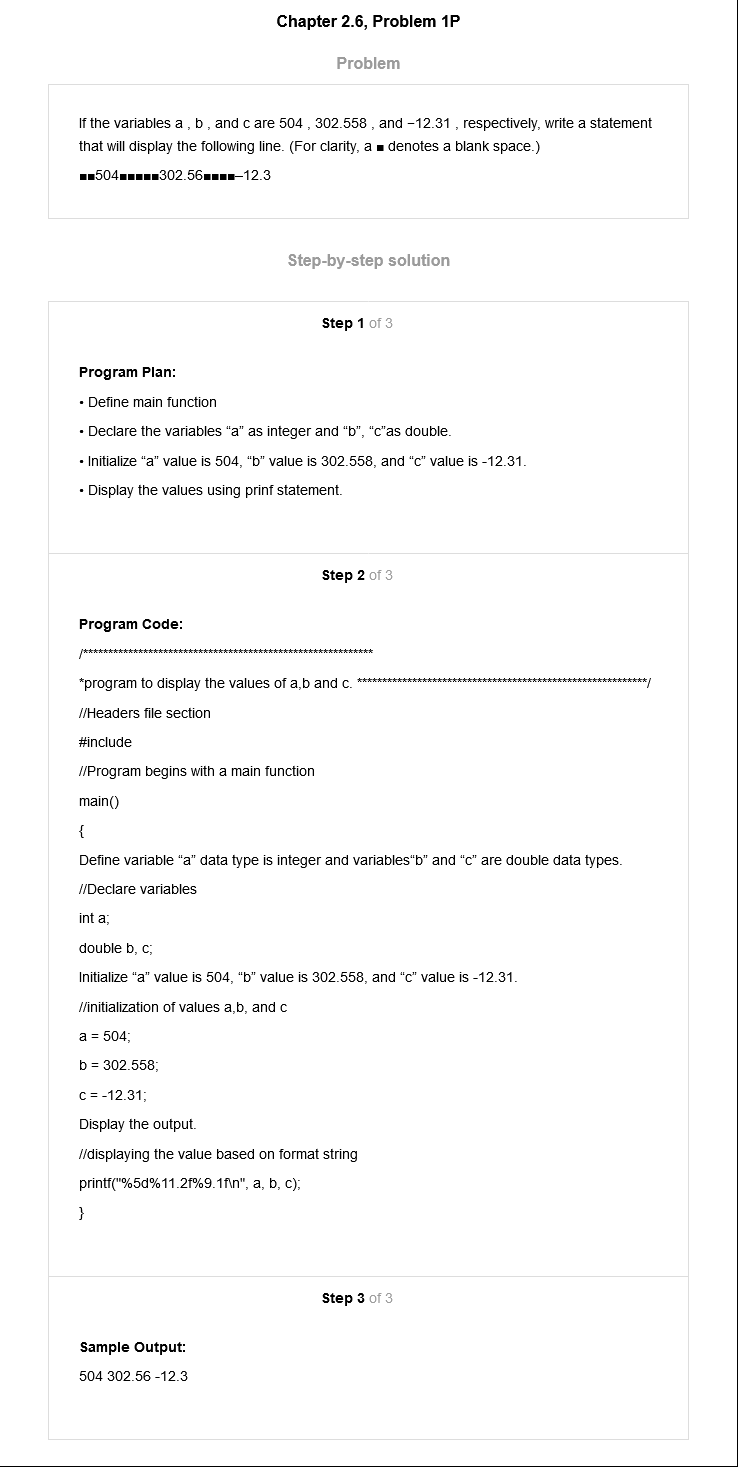 Chapter 2.6, Problem 1P
Problem
If the variables a , b , and c are 504 , 302.558 , and −12.31 , respectively, write a statement
that will display the following line. (For clarity, a ■ denotes a blank space.)
■■504■■■■■302.56■■■■–12.3
Step-by-step solution
Step 1 of 3
Program Plan:
• Define main function
• Declare the variables “a” as integer and “b”, “c”as double.
• Initialize “a” value is 504, “b” value is 302.558, and “c” value is -12.31.
• Display the values using prinf statement.
Step 2 of 3
Program Code:
/**********************************************************
*program to display the values of a,b and c. **********************************************************/
//Headers file section
#include
//Program begins with a main function
main()
{
Define variable “a” data type is integer and variables“b” and “c” are double data types.
//Declare variables
int a;
double b, c;
Initialize “a” value is 504, “b” value is 302.558, and “c” value is -12.31.
//initialization of values a,b, and c
a = 504;
b = 302.558;
c = -12.31;
Display the output.
//displaying the value based on format string
printf("%5d%11.2f%9.1f\n", a, b, c);
}
Step 3 of 3
Sample Output:
504 302.56 -12.3